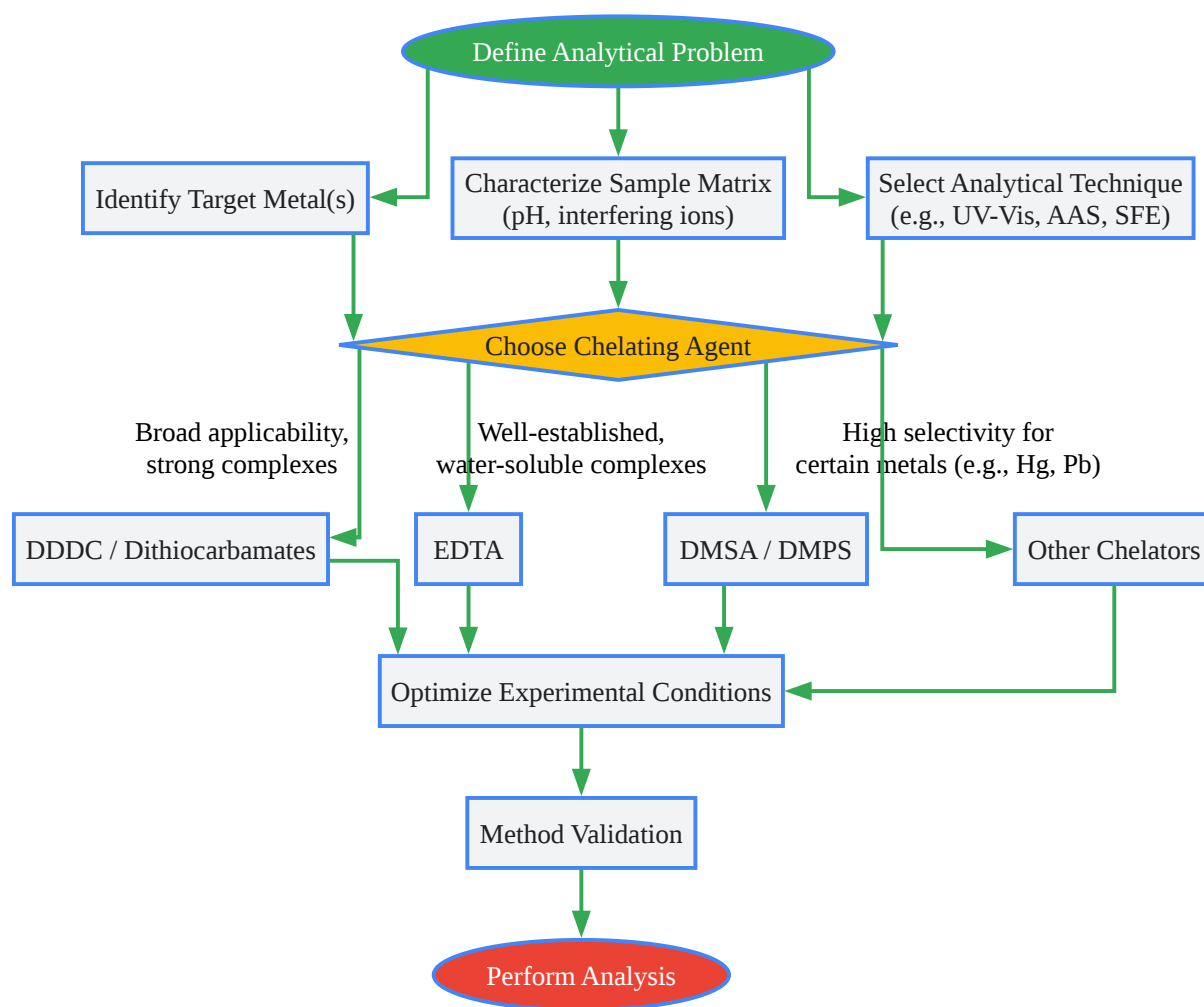 Define Analytical Problem
Identify Target Metal(s)
Characterize Sample Matrix
(pH, interfering ions)
Select Analytical Technique
(e.g., UV-Vis, AAS, SFE)
Choose Chelating Agent
Broad applicability,
strong complexes
Well-established,
water-soluble complexes
High selectivity for
certain metals (e.g., Hg, Pb)
DDDC / Dithiocarbamates
EDTA
DMSA / DMPS
Other Chelators
Optimize Experimental Conditions
Method Validation
Perform Analysis